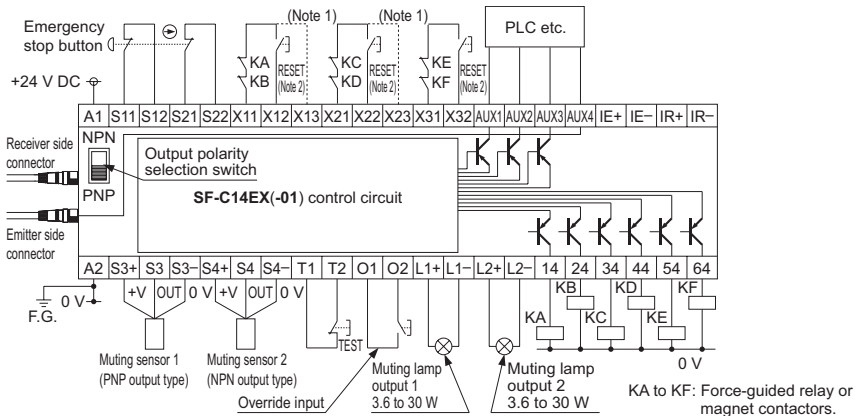 (Note 1)
(Note 1)
Emergency
stop button
PLC etc.
KA
KB
RESET
(Note 2)
KC
KD
RESET
(Note 2)
KE
KF
RESET
(Note 2)
+24 V DC
A1 S11 S12 S21 S22 X11 X12 X13 X21 X22 X23 X31 X32 AUX1 AUX2 AUX3 AUX4 IE+ IE– IR+ IR–
Receiver side
connector
NPN
PNP
Output polarity
selection switch
SF-C14EX(-01) control circuit
Emitter side
connector
A2 S3+ S3 S3– S4+ S4 S4– T1 T2 O1 O2 L1+ L1– L2+ L2– 14 24 34 44 54 64
0 V
F.G.
+V OUT 0 V
+V OUT 0 V
TEST
KB KD KF
KA KC KE
0 V
Muting sensor 1
(PNP output type)
Muting sensor 2
(NPN output type)
Override input
Muting lamp
output 1
3.6 to 30 W
Muting lamp
output 2
3.6 to 30 W
KA to KF: Force-guided relay or
magnet contactors.